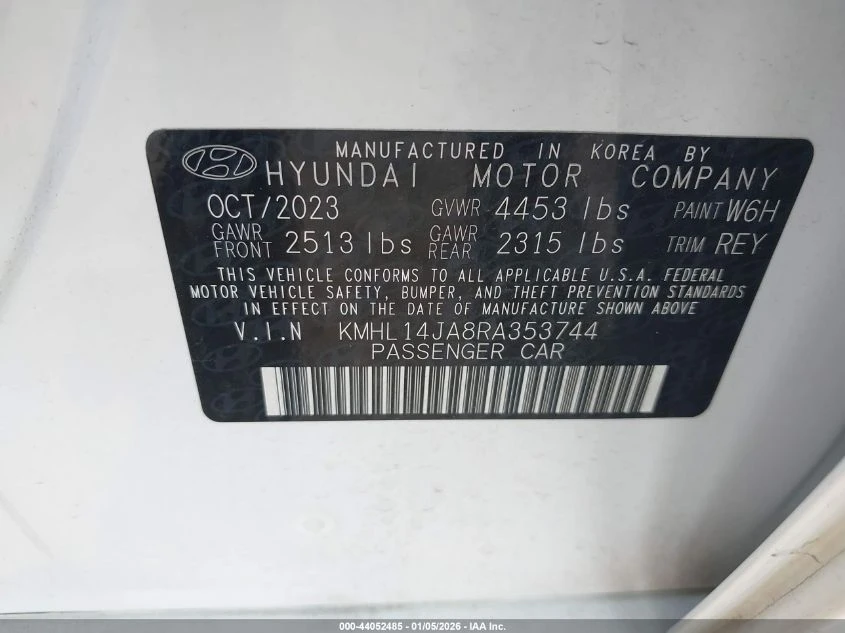 MANUFACTURED IN KOREA BY
HYUNDAI MOTOR COMPANY
OCT/2023 GVWR 4453 lbs PAINT W6H
GAWR FRONT 2513 lbs GAWR REAR 2315 lbs TRIM REY
THIS VEHICLE CONFORMS TO ALL APPLICABLE U.S.A. FEDERAL
MOTOR VEHICLE SAFETY, BUMPER, AND THEFT PREVENTION STANDARDS
IN EFFECT ON THE DATE OF MANUFACTURE SHOWN ABOVE
V.I.N KMHL14JA8RA353744
PASSENGER CAR
000-44052485 - 01/05/2026 - IAA Inc.